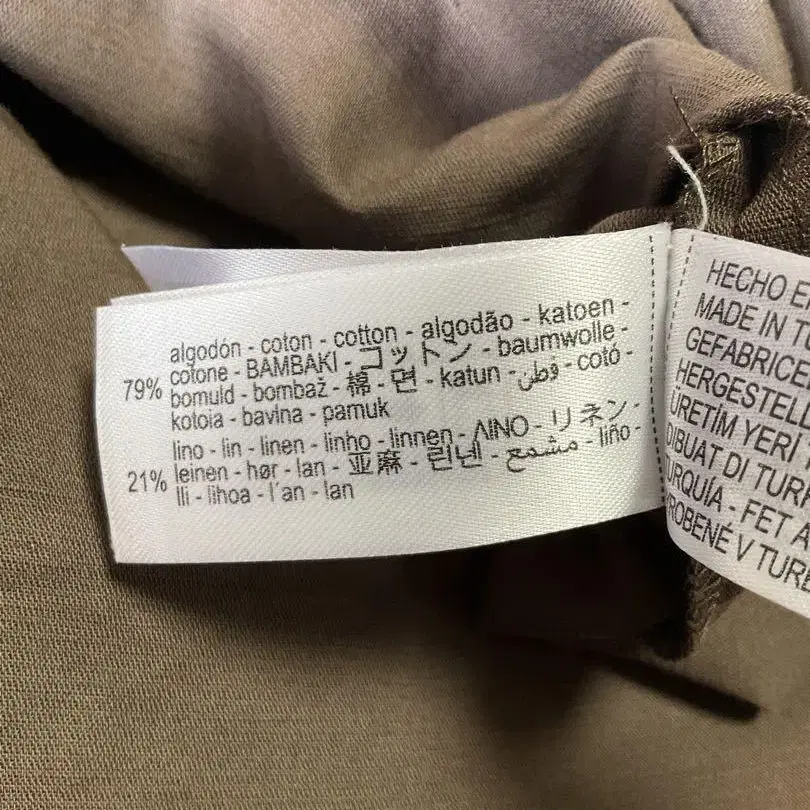 79%
algodón - coton - cotton - algodão - katoen -
cotone - BAMBAKI - コットン - baumwolle -
bomuld - bombaž - 棉 - 면 - katun - قطن - cotó -
kotoia - bavlna - pamuk
21%
lino - lin - linen - linho - linnen - ΛINO - リネン -
leinen - hør - lan - 亚麻 - 린넨 - مشمع - liño -
lli - lihoa - l´an - lan
HECHO E
MADE IN TU
GEFABRICE
HERGESTELL
ÜRETİM YERİ
DIBUAT DI TUR
TURQUÍA - FET A
ROBENÉ V TURE